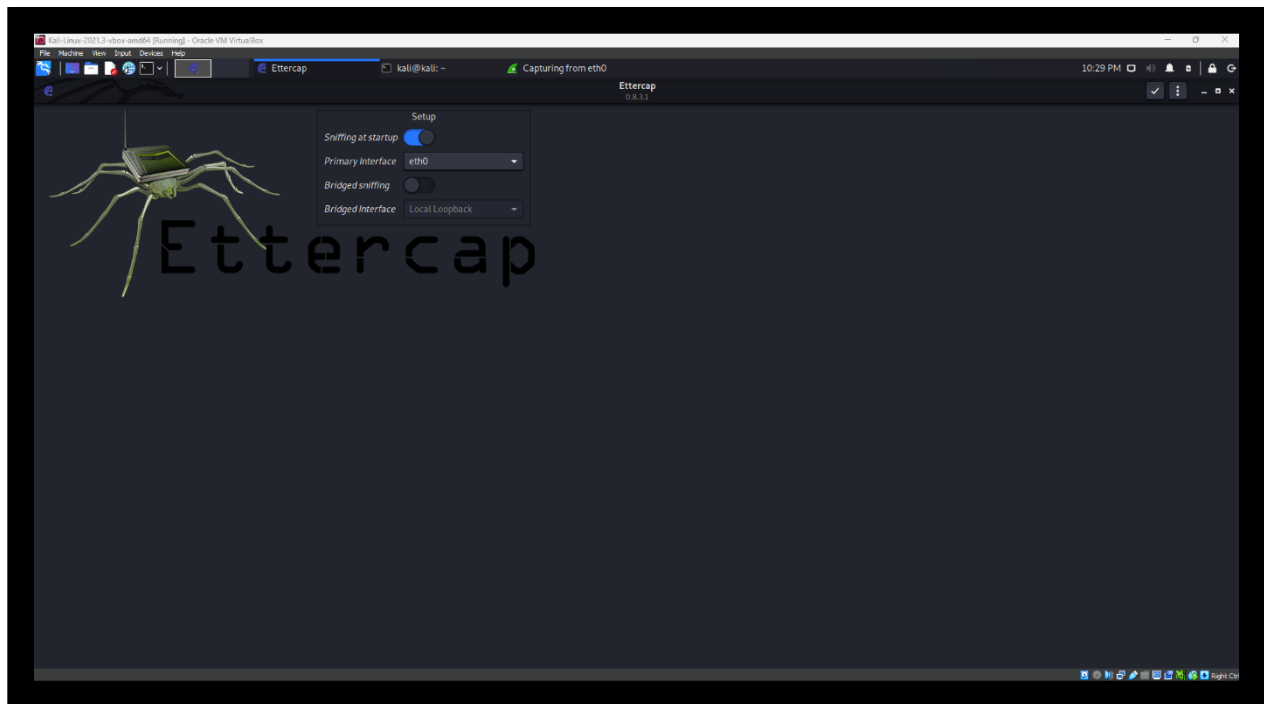 Kali-Linux-2021.3-vbox-amd64 [Running] - Oracle VM VirtualBox
File Machine View Input Devices Help
Ettercap
kali@kali: ~
Capturing from eth0
10:29 PM
Ettercap
0.8.3.1
Setup
Sniffing at startup
Primary Interface eth0
Bridged sniffing
Bridged Interface Local Loopback
Ettercap
Right Ctrl